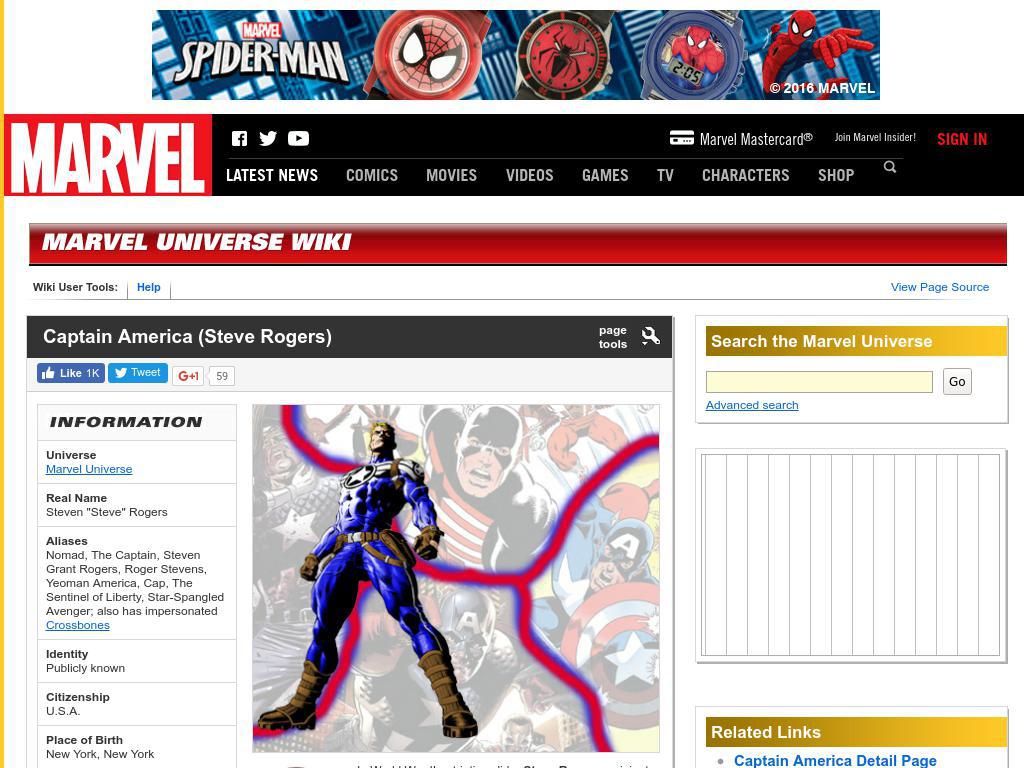 MARVEL
SPIDER-MAN
2:05
© 2016 MARVEL
MARVEL
Marvel Mastercard®
Join Marvel Insider!
SIGN IN
LATEST NEWS
COMICS
MOVIES
VIDEOS
GAMES
TV
CHARACTERS
SHOP
MARVEL UNIVERSE WIKI
Wiki User Tools:
Help
View Page Source
Captain America (Steve Rogers)
page
tools
Like 1K
Tweet
G+1
59
INFORMATION
Universe
Marvel Universe
Real Name
Steven "Steve" Rogers
Aliases
Nomad, The Captain, Steven
Grant Rogers, Roger Stevens,
Yeoman America, Cap, The
Sentinel of Liberty, Star-Spangled
Avenger; also has impersonated
Crossbones
Identity
Publicly known
Citizenship
U.S.A.
Place of Birth
New York, New York
A
A
Search the Marvel Universe
Go
Advanced search
Related Links
Captain America Detail Page